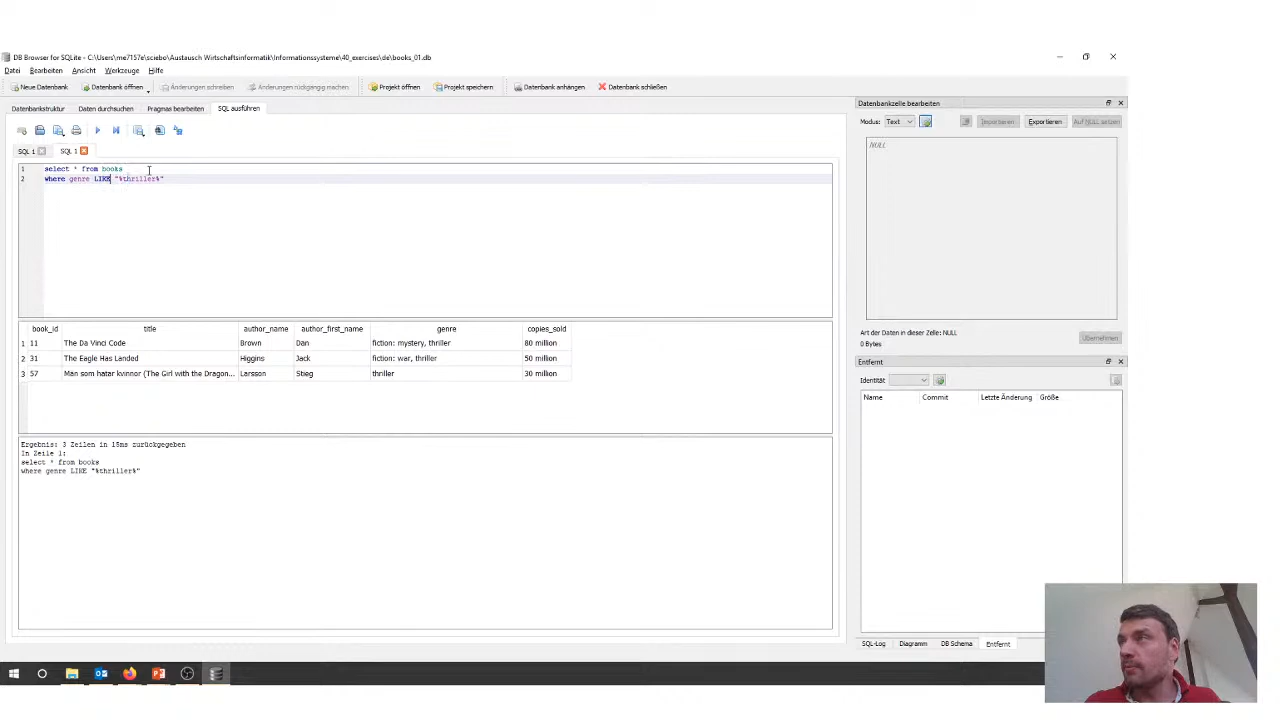 DB Browser for SQLite - C:\Users\me7157e\sciebo\Austausch Wirtschaftsinformatik\Informationssysteme\40_exercises\de\books_01.db
Datei Bearbeiten Ansicht Werkzeuge Hilfe
Neue Datenbank Datenbank öffnen Änderungen schreiben Änderungen rückgängig machen Projekt öffnen Projekt speichern Datenbank anhängen Datenbank schließen
Datenbankstruktur Daten durchsuchen Pragmas bearbeiten SQL ausführen
SQL 1 SQL 1
1 select * from books
2 where genre LIKE "%thriller%"
book_id title author_name author_first_name genre copies_sold
1 11 The Da Vinci Code Brown Dan fiction: mystery, thriller 80 million
2 31 The Eagle Has Landed Higgins Jack fiction: war, thriller 50 million
3 57 Man som hatar kvinnor (The Girl with the Dragon... Larsson Stieg thriller 30 million
Ergebnis: 3 Zeilen in 15ms zurückgegeben
In Zeile 1:
select * from books
where genre LIKE "%thriller%"
Datenbankzelle bearbeiten
Modus: Text Importieren Exportieren Auf NULL setzen
NULL
Art der Daten in dieser Zelle: NULL
0 Bytes
Übernehmen
Entfernt
Identität
Name Commit Letzte Änderung Größe
SQL-Log Diagramm DB Schema Entfernt